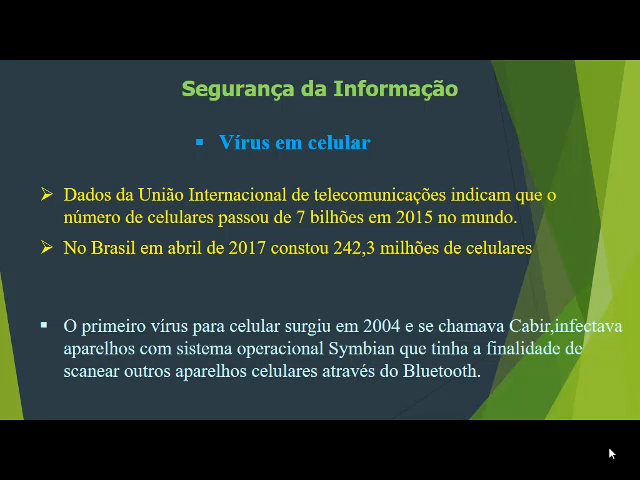 Segurança da Informação
▪ Vírus em celular
➢ Dados da União Internacional de telecomunicações indicam que o
número de celulares passou de 7 bilhões em 2015 no mundo.
➢ No Brasil em abril de 2017 constou 242,3 milhões de celulares
▪ O primeiro vírus para celular surgiu em 2004 e se chamava Cabir,infectava
aparelhos com sistema operacional Symbian que tinha a finalidade de
scanear outros aparelhos celulares através do Bluetooth.